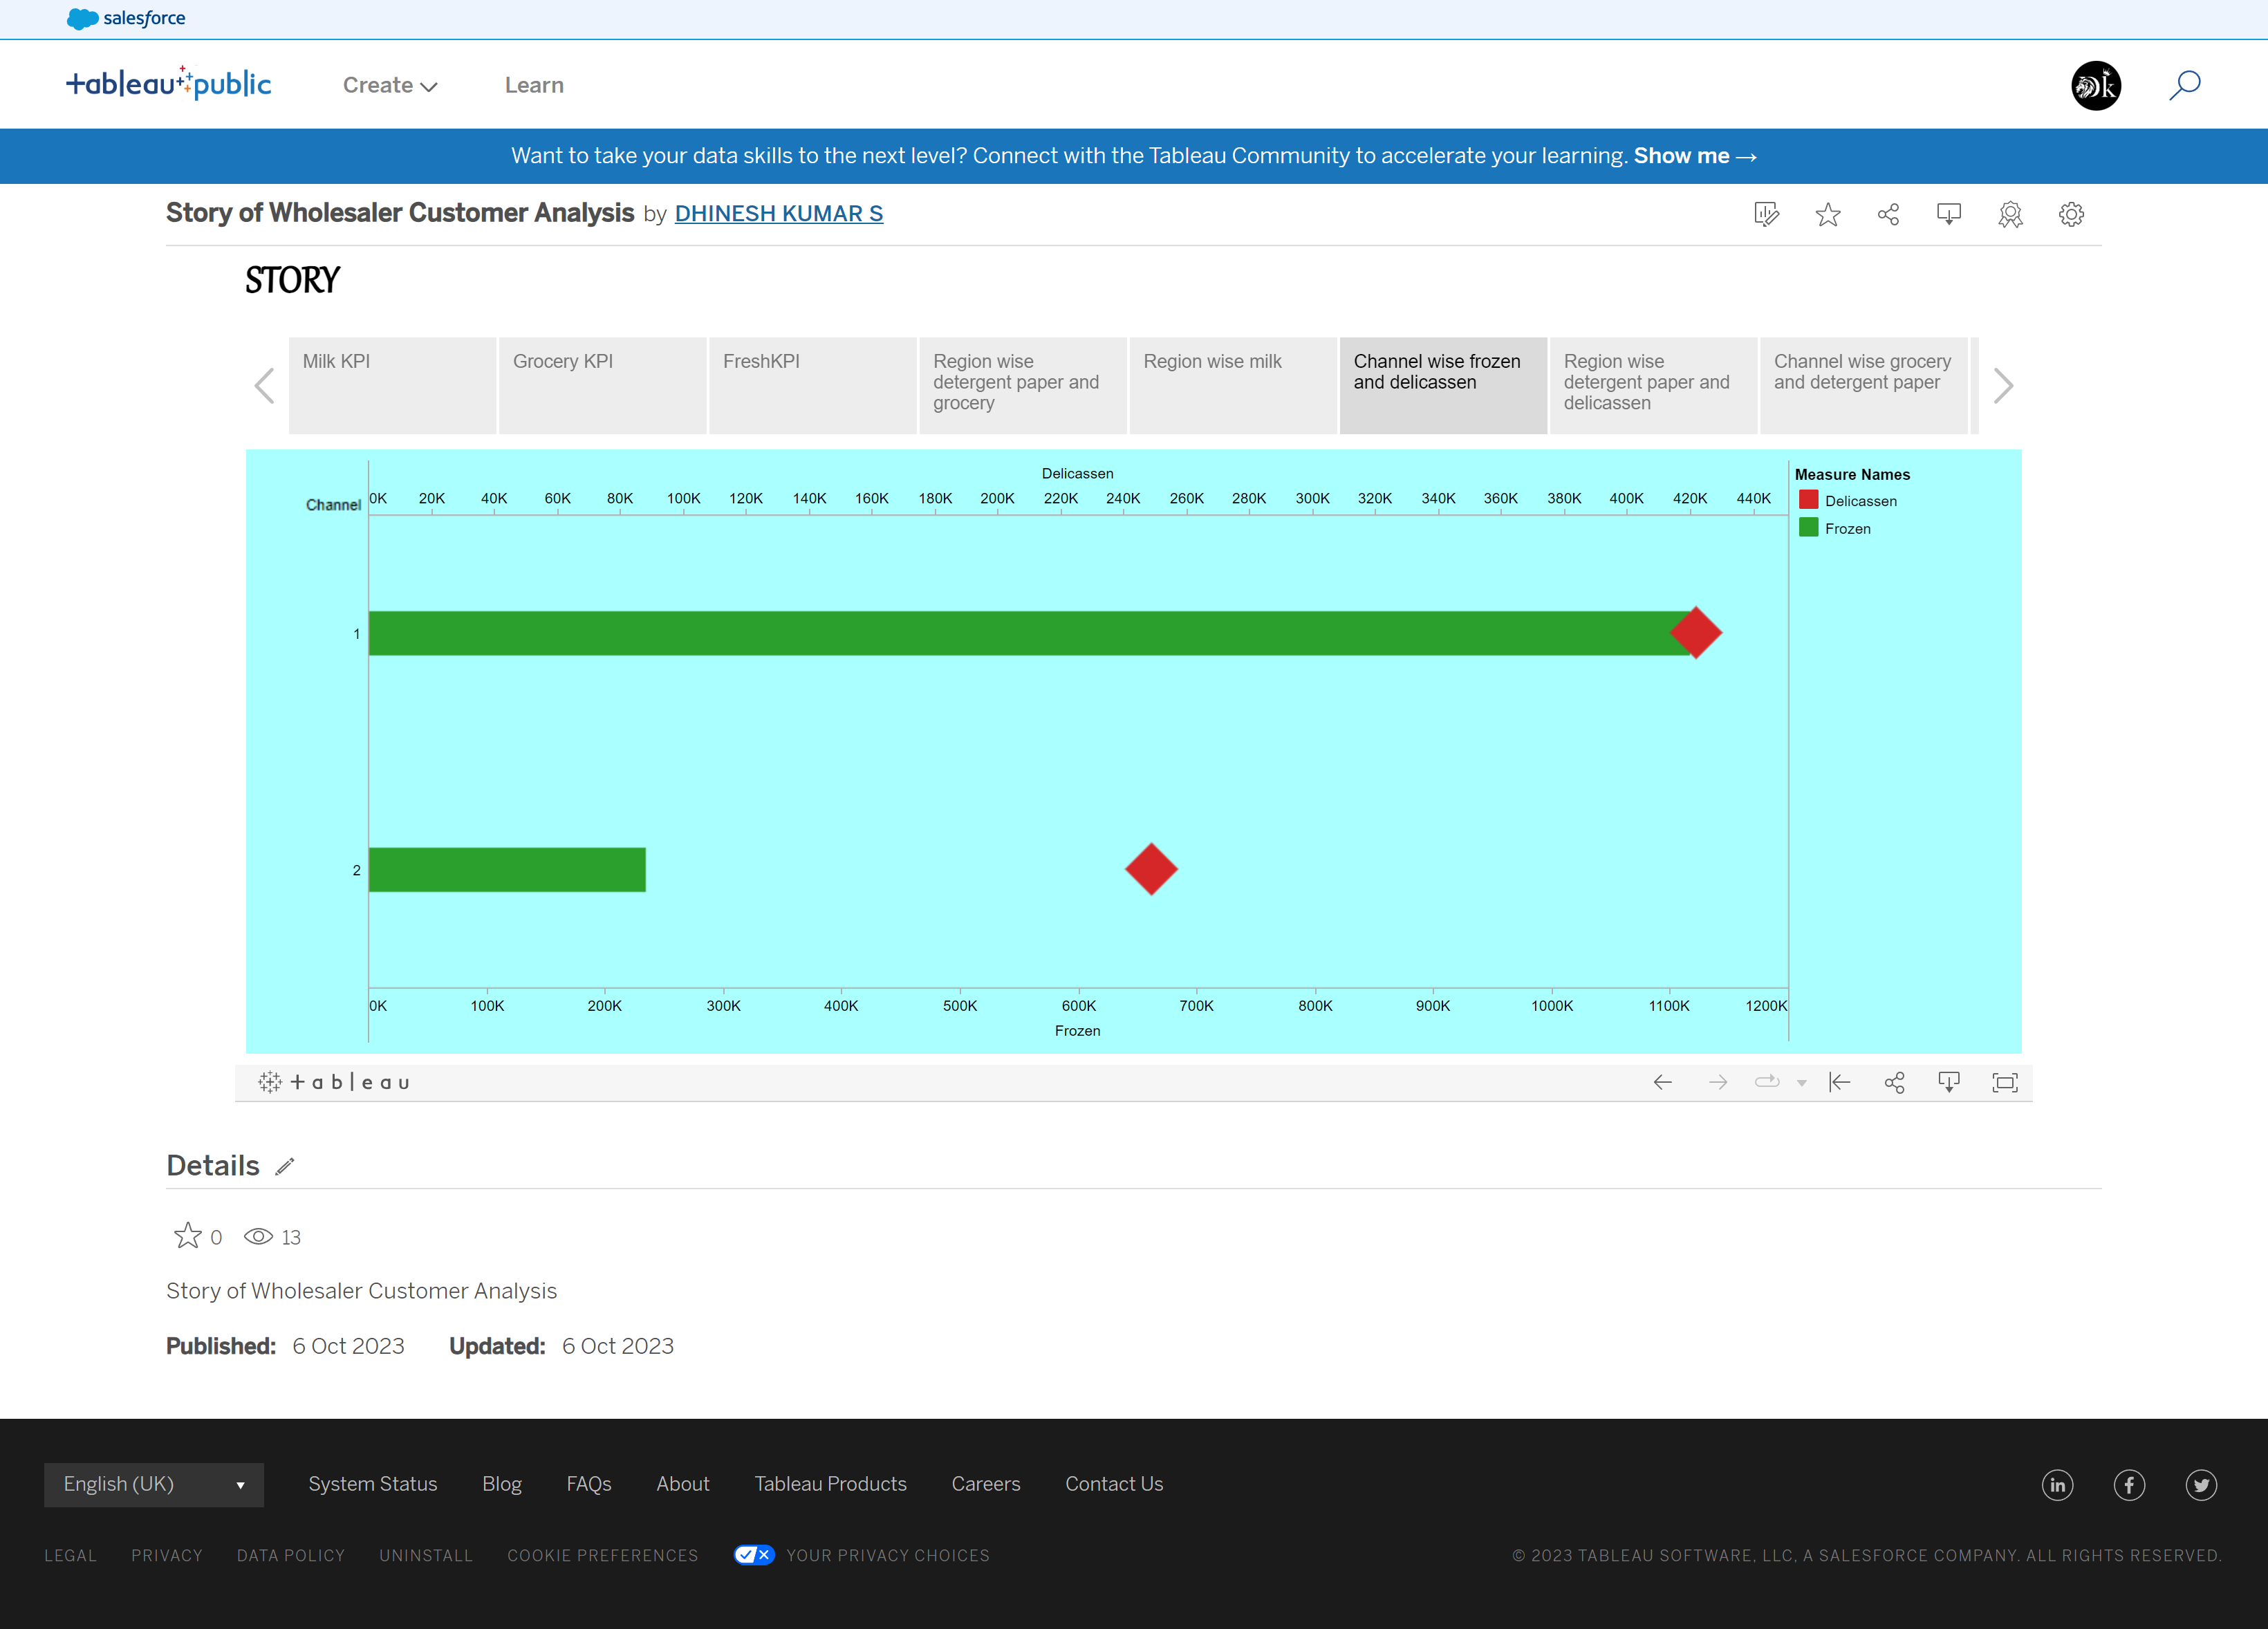 salesforce
+ableau public
Create
Learn
Want to take your data skills to the next level? Connect with the Tableau Community to accelerate your learning. Show me →
Story of Wholesaler Customer Analysis by DHINESH KUMAR S
STORY
Milk KPI
Grocery KPI
FreshKPI
Region wise
detergent paper and
grocery
Region wise milk
Channel wise frozen
and delicassen
Region wise
detergent paper and
delicassen
Channel wise grocery
and detergent paper
Delicassen
Channel
0K 20K 40K 60K 80K 100K 120K 140K 160K 180K 200K 220K 240K 260K 280K 300K 320K 340K 360K 380K 400K 420K 440K
Measure Names
Delicassen
Frozen
1
2
0K 100K 200K 300K 400K 500K 600K 700K 800K 900K 1000K 1100K 1200K
Frozen
+ableau
Details
0 13
Story of Wholesaler Customer Analysis
Published: 6 Oct 2023 Updated: 6 Oct 2023
English (UK) System Status Blog FAQs About Tableau Products Careers Contact Us
LEGAL PRIVACY DATA POLICY UNINSTALL COOKIE PREFERENCES YOUR PRIVACY CHOICES
© 2023 TABLEAU SOFTWARE, LLC, A SALESFORCE COMPANY. ALL RIGHTS RESERVED.